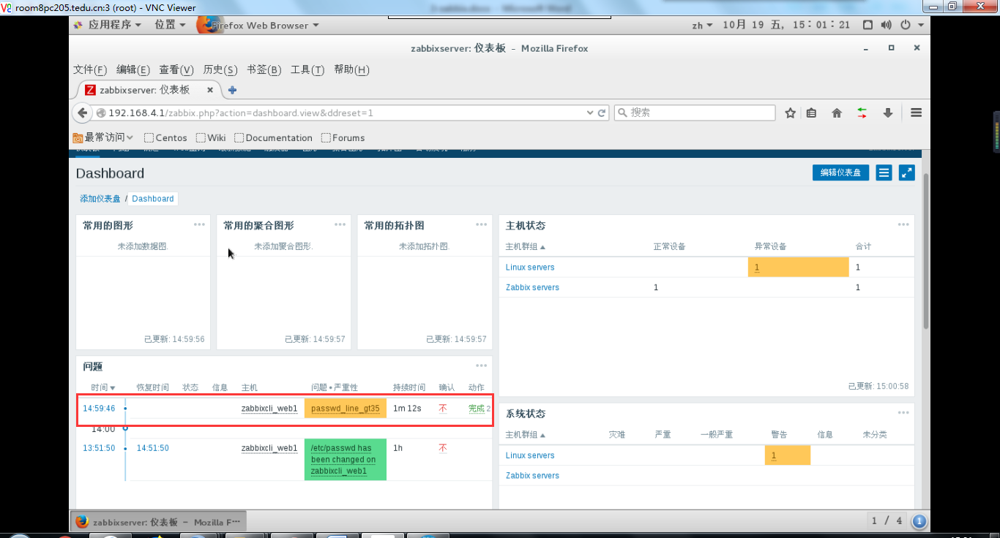 room8pc205.tedu.cn:3 (root) - VNC Viewer
应用程序 位置 Firefox Web Browser zh 10月 19 五, 15∶01∶21
zabbixserver: 仪表板 - Mozilla Firefox
文件(F) 编辑(E) 查看(V) 历史(S) 书签(B) 工具(T) 帮助(H)
zabbixserver: 仪表板
192.168.4.1/zabbix.php?action=dashboard.view&ddreset=1 搜索
最常访问 Centos Wiki Documentation Forums
Dashboard 编辑仪表盘
添加仪表盘 / Dashboard
常用的图形 常用的聚合图形 常用的拓扑图 主机状态
未添加数据图. 未添加聚合图形. 未添加拓扑图. 主机群组 正常设备 异常设备 合计
Linux servers 1 1
Zabbix servers 1 1
已更新: 14:59:56 已更新: 14:59:57 已更新: 14:59:57
问题
时间 恢复时间 状态 信息 主机 问题 • 严重性 持续时间 确认 动作 已更新: 15:00:58
14:59:46 zabbixcli_web1 passwd_line_gt35 1m 12s 不 完成 2
系统状态
14:00 主机群组 灾难 严重 一般严重 警告 信息 未分类
13:51:50 14:51:50 zabbixcli_web1 /etc/passwd has been changed on zabbixcli_web1 1h 不
Linux servers 1
Zabbix servers
zabbixserver: 仪表板 - Mozilla F⋯ 1 / 4 1